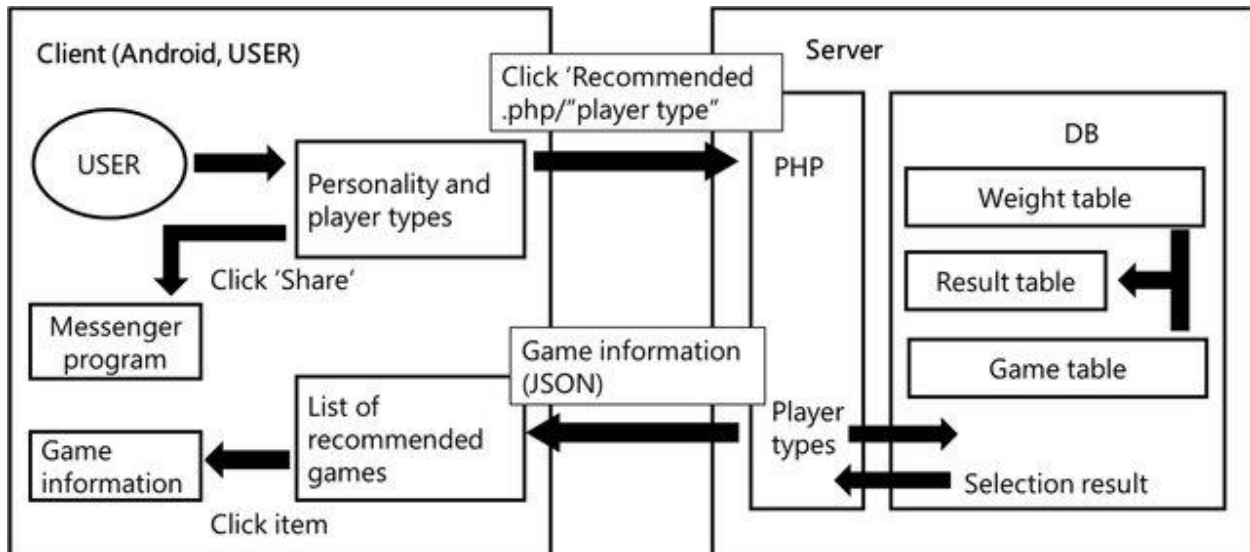 Client (Android, USER)
USER
Personality and
player types
Click 'Share'
Messenger
program
Game
information
List of
recommended
games
Click item
Click 'Recommended
.php/"player type"
Game information
(JSON)
Server
PHP
Player
types
DB
Weight table
Result table
Game table
Selection result